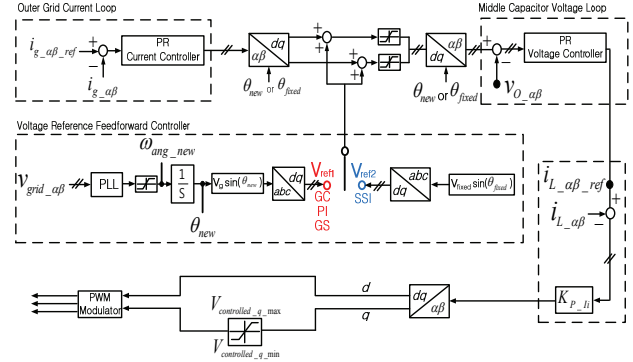 Outer Grid Current Loop
Middle Capacitor Voltage Loop
i_g_αβ_ref
+
−
i_g_αβ
PR
Current Controller
dq
αβ
θ_new or θ_fixed
+
+
+
+
dq
αβ
θ_new or θ_fixed
+
−
PR
Voltage Controller
v_O_αβ
Voltage Reference Feedforward Controller
ω_ang_new
v_grid_αβ
PLL
1
S
θ_new
V_g sin(θ_new)
dq
abc
V_ref1
GC
PI
GS
V_ref2
SSI
abc
dq
V_fixed sin(θ_fixed)
i_L_αβ_ref
+
i_L_αβ
−
K_P_Ii
dq
αβ
d
q
V_controlled_q_max
V_controlled_q_min
PWM
Modulator